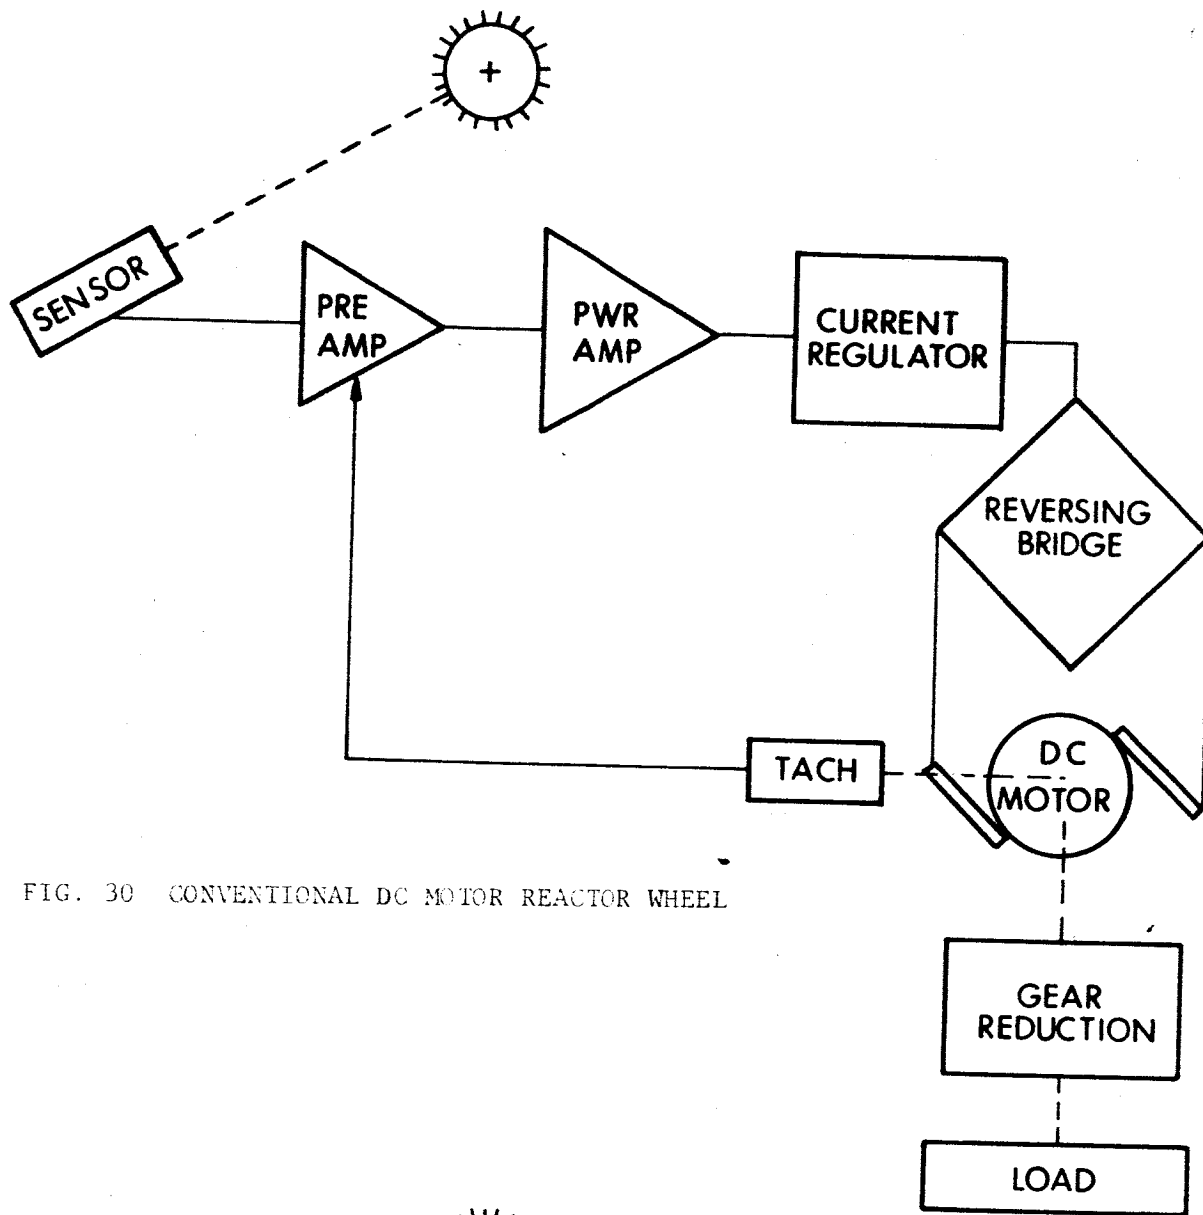 SENSOR
PRE
AMP
PWR
AMP
CURRENT
REGULATOR
REVERSING
BRIDGE
TACH
DC
MOTOR
FIG. 30 CONVENTIONAL DC MOTOR REACTOR WHEEL
GEAR
REDUCTION
LOAD